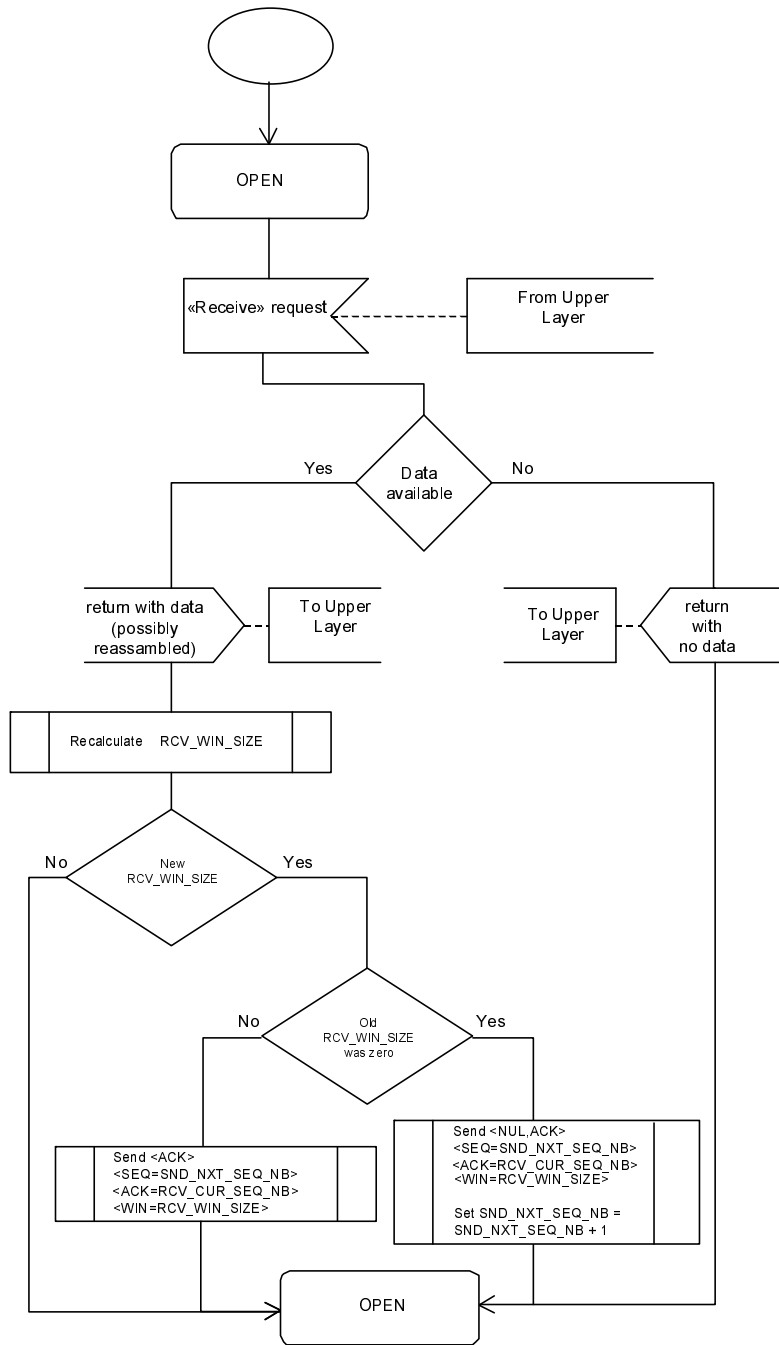 OPEN
«Receive» request
From Upper
Layer
Yes
Data
available
No
return with data
(possibly
reassambled)
To Upper
Layer
To Upper
Layer
return
with
no data
Recalculate RCV_WIN_SIZE
No
New
RCV_WIN_SIZE
Yes
No
Old
RCV_WIN_SIZE
was zero
Yes
Send <ACK>
<SEQ=SND_NXT_SEQ_NB>
<ACK=RCV_CUR_SEQ_NB>
<WIN=RCV_WIN_SIZE>
Send <NUL,ACK>
<SEQ=SND_NXT_SEQ_NB>
<ACK=RCV_CUR_SEQ_NB>
<WIN=RCV_WIN_SIZE>
Set SND_NXT_SEQ_NB =
SND_NXT_SEQ_NB + 1
OPEN